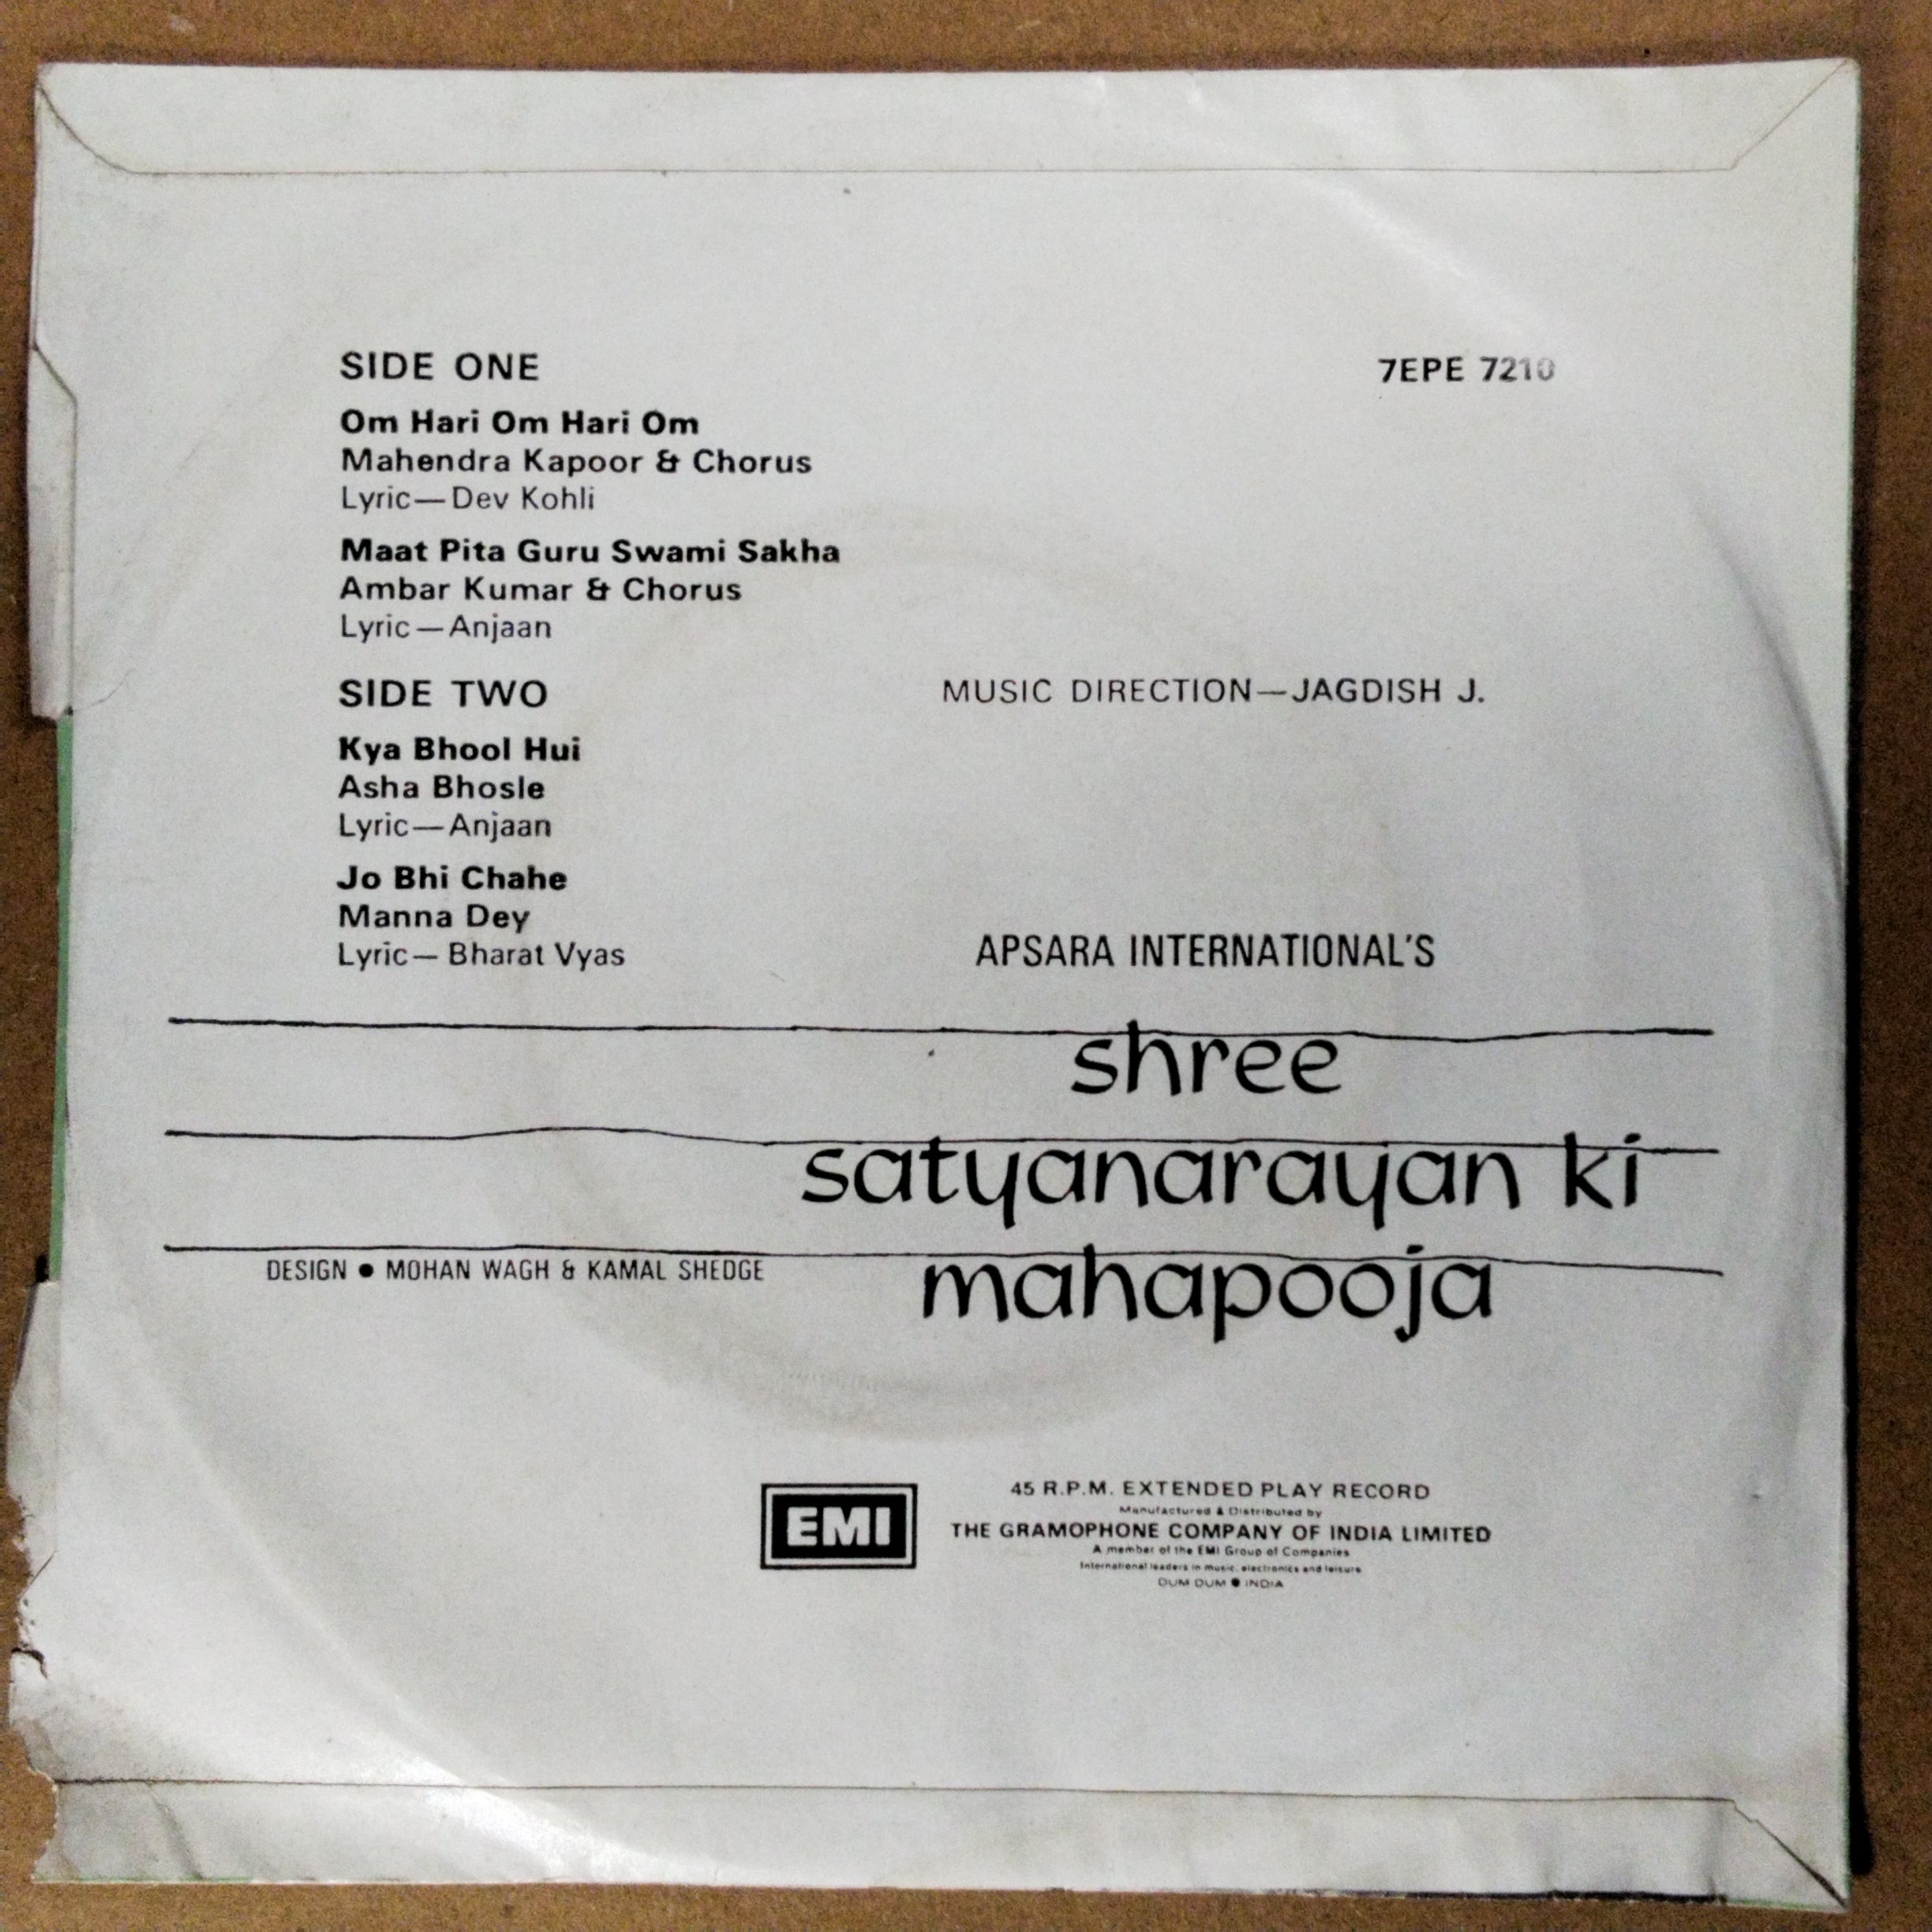 SIDE ONE
7EPE 7210
Om Hari Om Hari Om
Mahendra Kapoor & Chorus
Lyric—Dev Kohli
Maat Pita Guru Swami Sakha
Ambar Kumar & Chorus
Lyric—Anjaan
SIDE TWO
MUSIC DIRECTION—JAGDISH J.
Kya Bhool Hui
Asha Bhosle
Lyric—Anjaan
Jo Bhi Chahe
Manna Dey
Lyric—Bharat Vyas
APSARA INTERNATIONAL'S
shree
satyanarayan ki
mahapooja
DESIGN ● MOHAN WAGH & KAMAL SHEDGE
EMI
45 R.P.M. EXTENDED PLAY RECORD
Manufactured & Distributed by
THE GRAMOPHONE COMPANY OF INDIA LIMITED
A member of the EMI Group of Companies
International leaders in music, electronics and leisure
DUM DUM ● INDIA